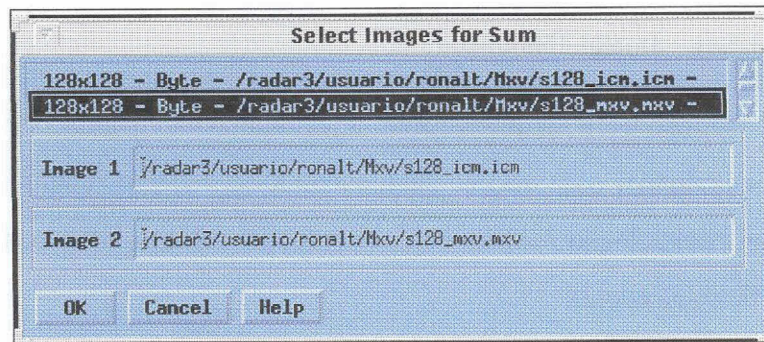 Select Images for Sum
128x128 - Byte - /radar3/usuario/ronalt/Mxv/s128_icm.icm -
128x128 - Byte - /radar3/usuario/ronalt/Mxv/s128_mxv.mxv -
Image 1 /radar3/usuario/ronalt/Mxv/s128_icm.icm
Image 2 /radar3/usuario/ronalt/Mxv/s128_mxv.mxv
OK Cancel Help